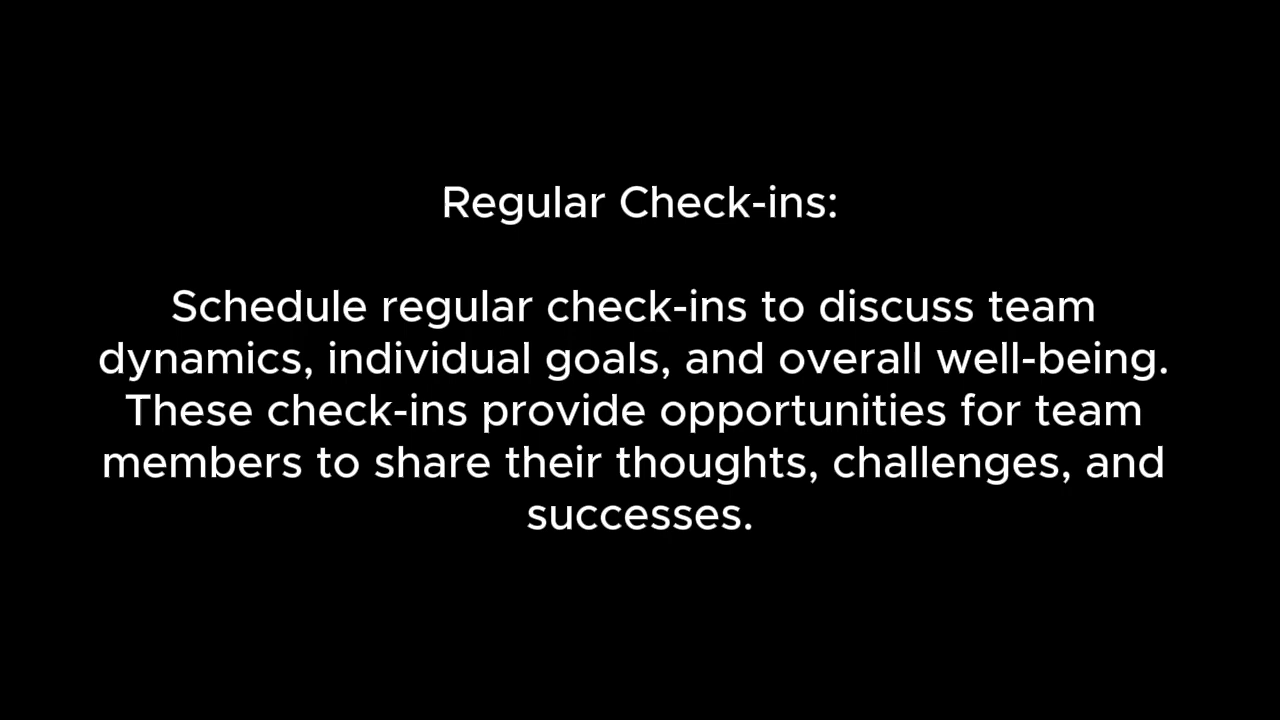 Regular Check-ins:
Schedule regular check-ins to discuss team
dynamics, individual goals, and overall well-being.
These check-ins provide opportunities for team
members to share their thoughts, challenges, and
successes.